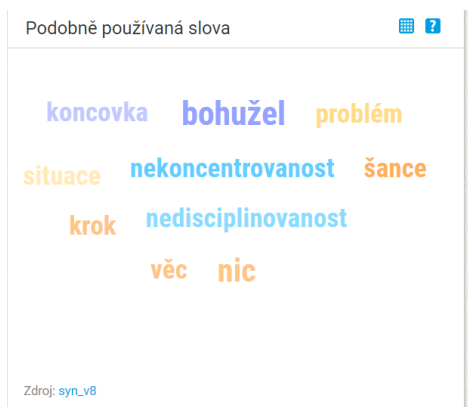 Podobně používaná slova ?
koncovka bohužel problém
situace nekoncentrovanost šance
krok nedisciplinovanost
věc nic
Zdroj: syn_v8